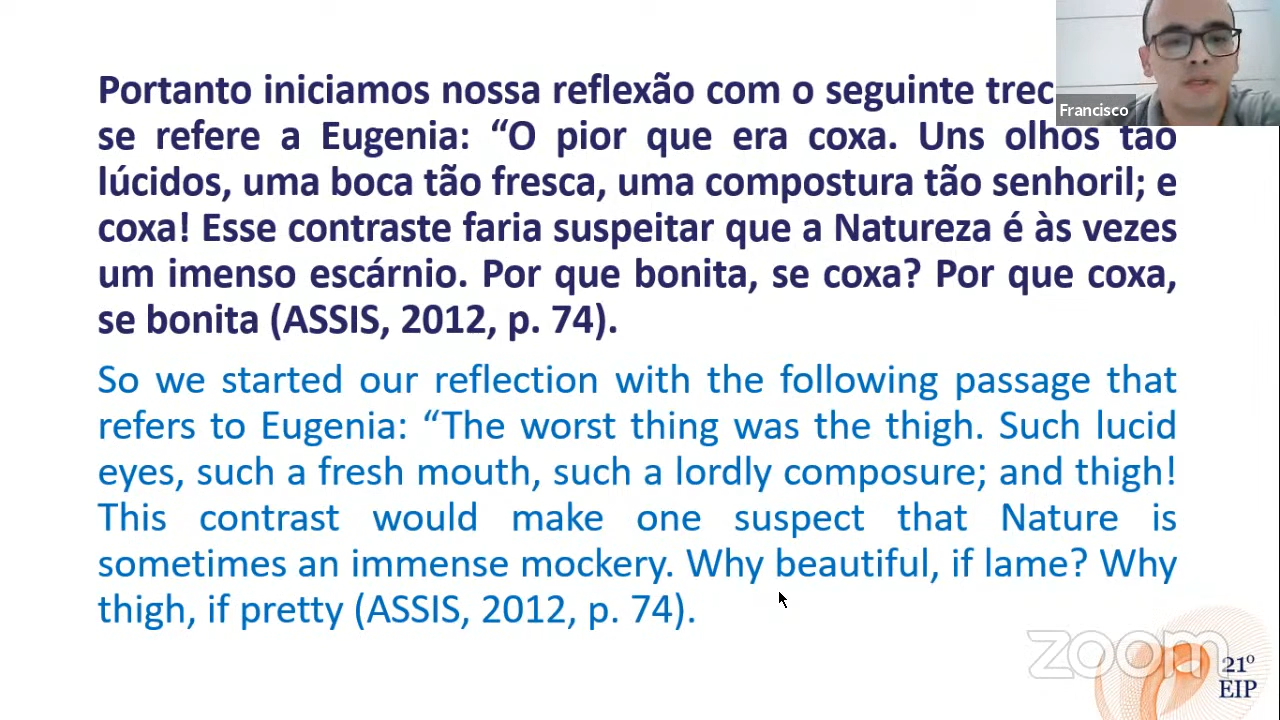 Portanto iniciamos nossa reflexão com o seguinte
se refere a Eugenia: “O pior que era coxa. Uns olhos tão
lúcidos, uma boca tão fresca, uma compostura tão senhoril; e
coxa! Esse contraste faria suspeitar que a Natureza é às vezes
um imenso escárnio. Por que bonita, se coxa? Por que coxa,
se bonita (ASSIS, 2012, p. 74).
So we started our reflection with the following passage that
refers to Eugenia: “The worst thing was the thigh. Such lucid
eyes, such a fresh mouth, such a lordly composure; and thigh!
This contrast would make one suspect that Nature is
sometimes an immense mockery. Why beautiful, if lame? Why
thigh, if pretty (ASSIS, 2012, p. 74).
Francisco
zoom
21º
EIP